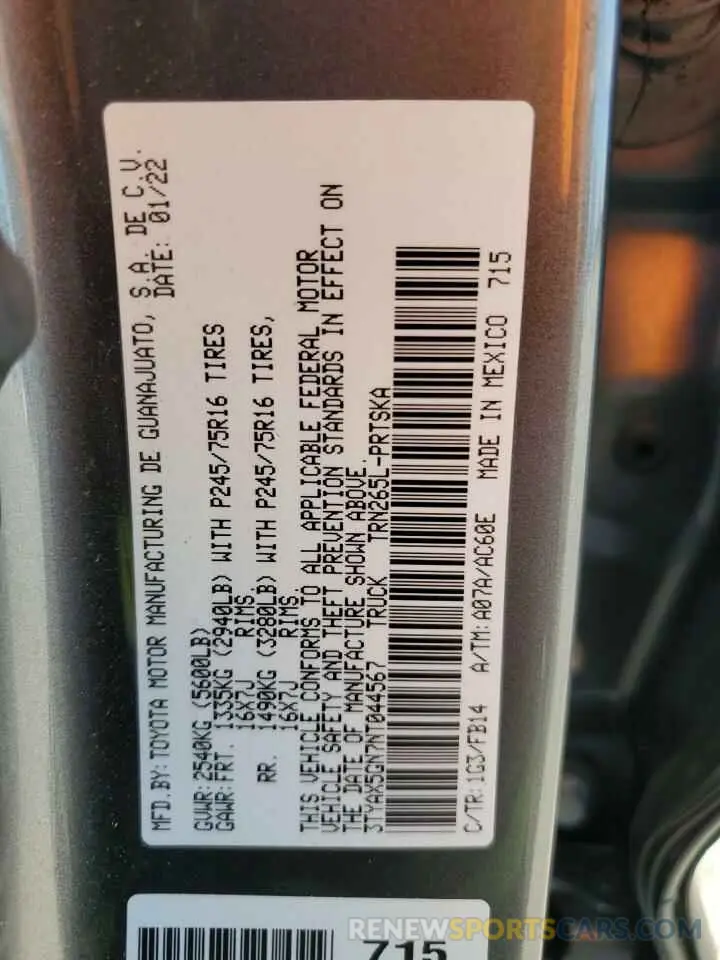 MFD.BY: TOYOTA MOTOR MANUFACTURING DE GUANAJUATO, S.A. DE C.V.
DATE: 01/22
GVWR: 2540KG (5600LB)
GAWR: FRT. 1335KG (2940LB) WITH P245/75R16 TIRES
16X7J RIMS,
RR. 1490KG (3280LB) WITH P245/75R16 TIRES,
16X7J RIMS.
THIS VEHICLE CONFORMS TO ALL APPLICABLE FEDERAL MOTOR
VEHICLE SAFETY AND THEFT PREVENTION STANDARDS IN EFFECT ON
THE DATE OF MANUFACTURE SHOWN ABOVE.
3TYAX5GN7NT044567 TRUCK TRN265L-PRTSKA
C/TR: 1G3/FB14 A/TM: A07A/AC60E MADE IN MEXICO 715
715
RENEWSPORTSCARS.COM